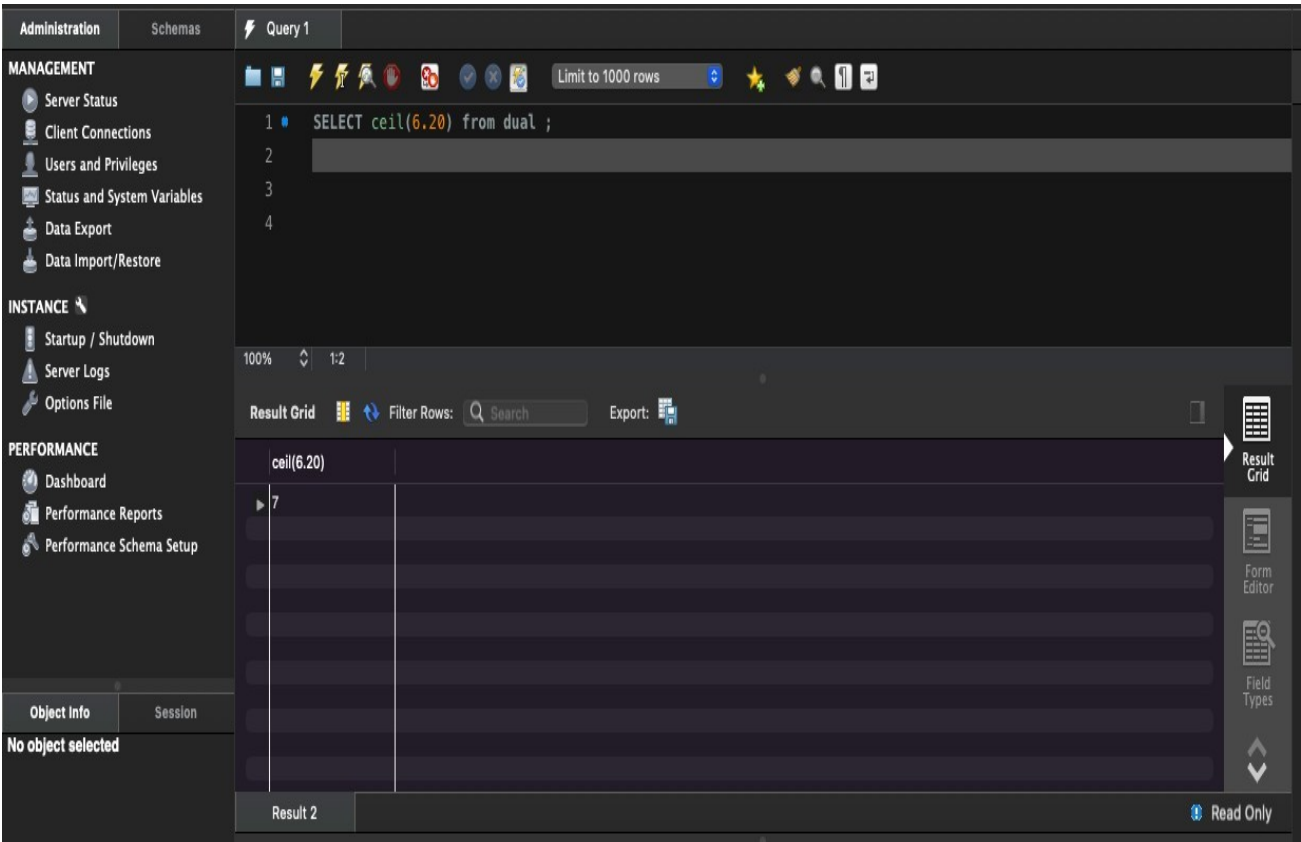 Administration
Schemas
MANAGEMENT
Server Status
Client Connections
Users and Privileges
Status and System Variables
Data Export
Data Import/Restore
INSTANCE
Startup / Shutdown
Server Logs
Options File
PERFORMANCE
Dashboard
Performance Reports
Performance Schema Setup
Object Info
Session
No object selected
Query 1
Limit to 1000 rows
1 SELECT ceil(6.20) from dual ;
2
3
4
100% 1:2
Result Grid Filter Rows: Search Export:
ceil(6.20)
7
Result
Grid
Form
Editor
Field
Types
Result 2
Read Only